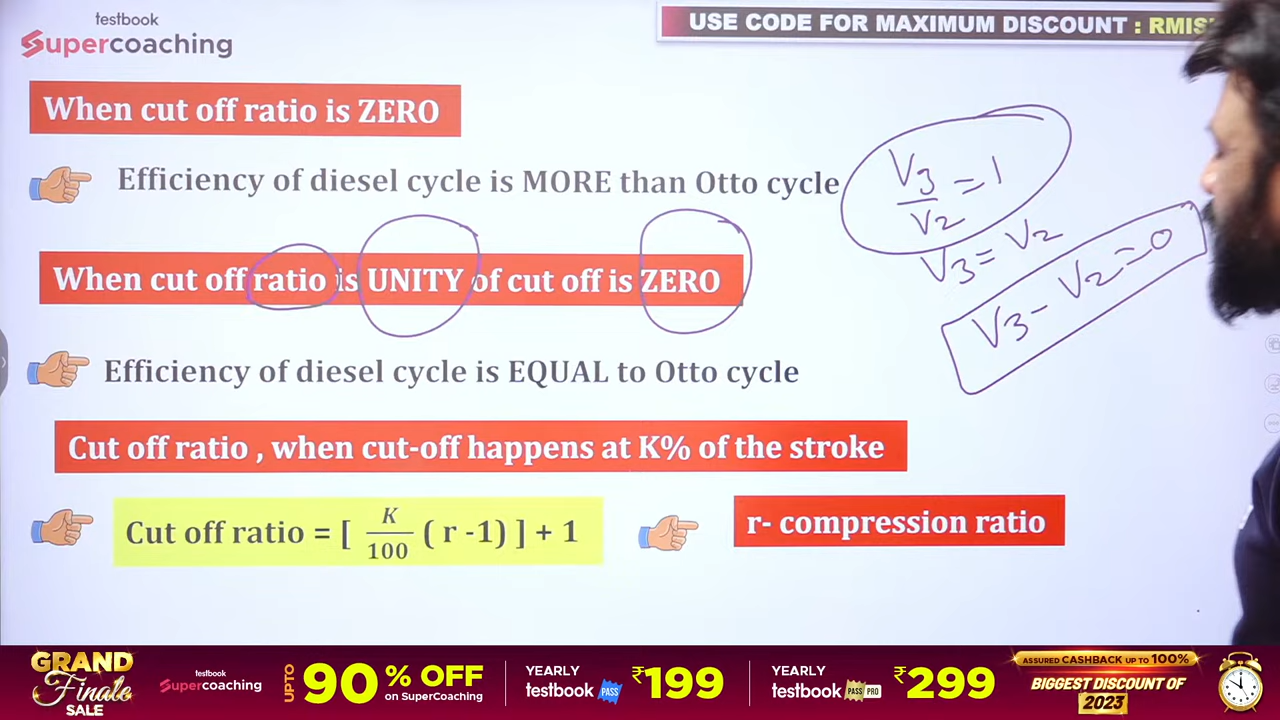 testbook
Supercoaching
USE CODE FOR MAXIMUM DISCOUNT : RMIS
When cut off ratio is ZERO
Efficiency of diesel cycle is MORE than Otto cycle
V3/V2 = 1
V3 = V2
V3 - V2 = 0
When cut off ratio is UNITY of cut off is ZERO
Efficiency of diesel cycle is EQUAL to Otto cycle
Cut off ratio , when cut-off happens at K% of the stroke
Cut off ratio = [ K/100 ( r -1) ] + 1
r- compression ratio
GRAND
Finale
SALE
testbook
Supercoaching
UPTO 90% OFF
on SuperCoaching
YEARLY
testbook PASS
₹199
YEARLY
testbook PASS PRO
₹299
ASSURED CASHBACK UP TO 100%
BIGGEST DISCOUNT OF
2023